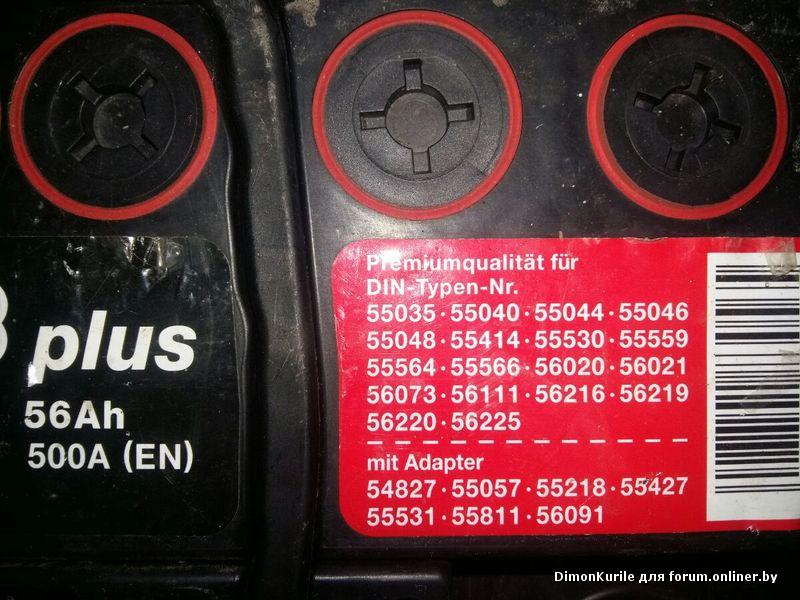 plus
56Ah
500A (EN)
Premiumqualität für
DIN-Typen-Nr.
55035·55040·55044·55046
55048·55414·55530·55559
55564·55566·56020·56021
56073·56111·56216·56219
56220·56225
mit Adapter
54827·55057·55218·55427
55531·55811·56091
DimonKurile для forum.onliner.by